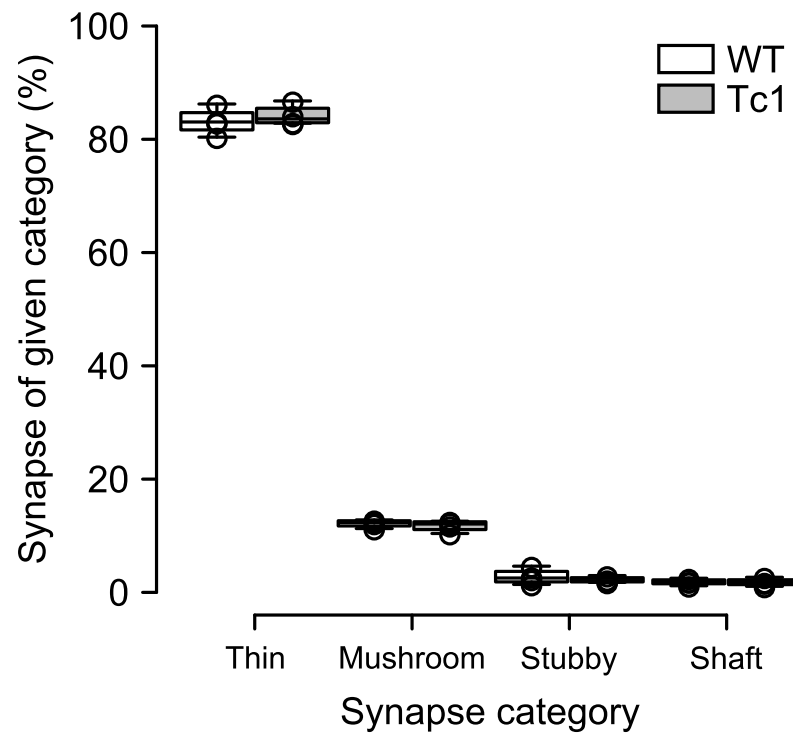 Synapse of given category (%)
100
80
60
40
20
0
WT
Tc1
Thin
Mushroom
Stubby
Shaft
Synapse category